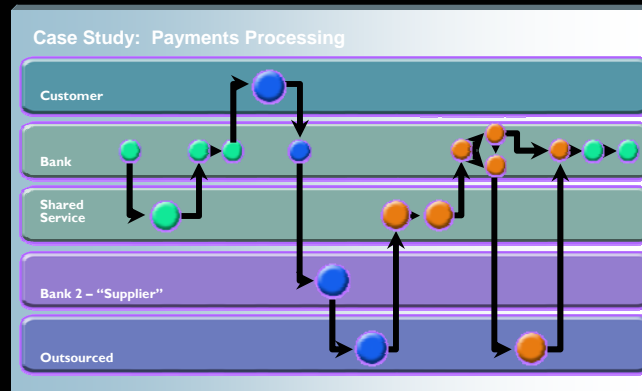 Case Study: Payments Processing
Customer
Bank
Shared
Service
Bank 2 – “Supplier”
Outsourced